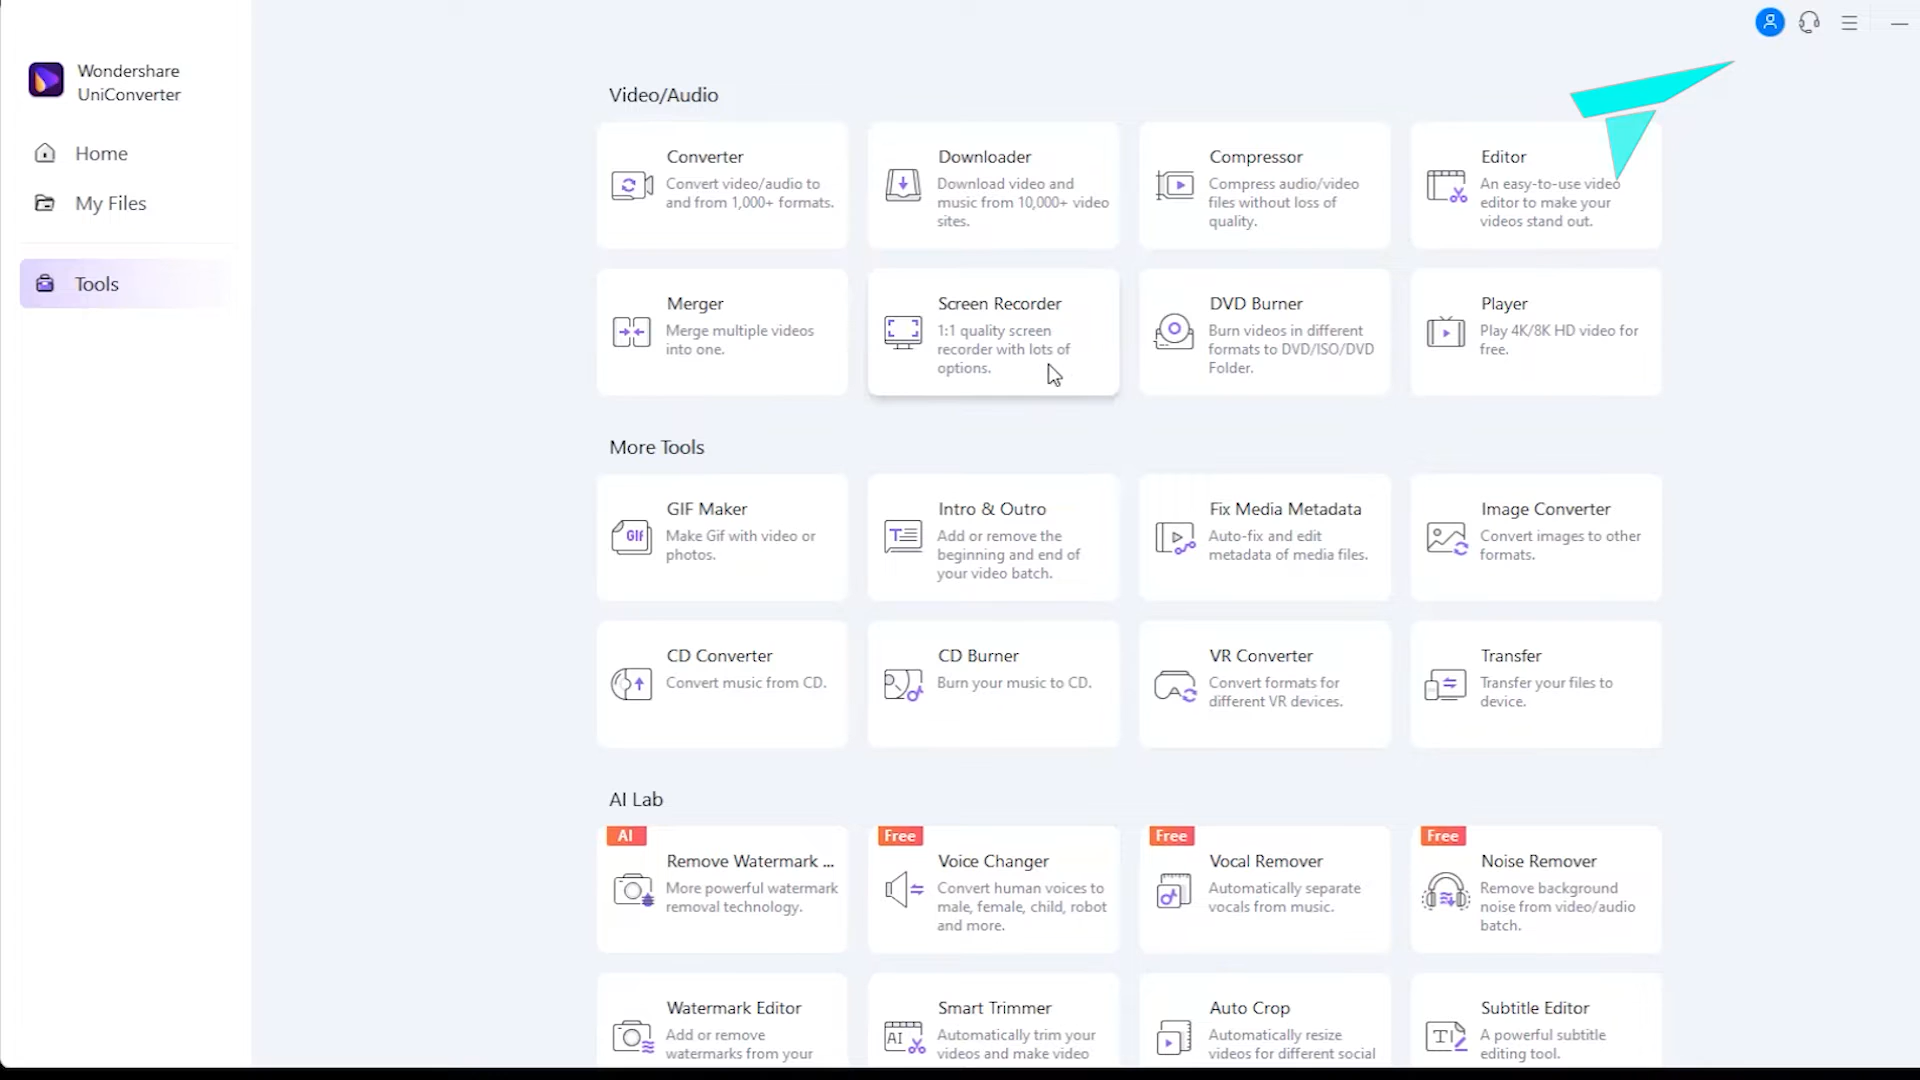 Wondershare
UniConverter
Home
My Files
Tools
Video/Audio
Converter
Convert video/audio to
and from 1,000+ formats.
Downloader
Download video and
music from 10,000+ video
sites.
Compressor
Compress audio/video
files without loss of
quality.
Editor
An easy-to-use video
editor to make your
videos stand out.
Merger
Merge multiple videos
into one.
Screen Recorder
1:1 quality screen
recorder with lots of
options.
DVD Burner
Burn videos in different
formats to DVD/ISO/DVD
Folder.
Player
Play 4K/8K HD video for
free.
More Tools
GIF Maker
Make Gif with video or
photos.
GIF
Intro & Outro
Add or remove the
beginning and end of
your video batch.
T
Fix Media Metadata
Auto-fix and edit
metadata of media files.
Image Converter
Convert images to other
formats.
CD Converter
Convert music from CD.
CD Burner
Burn your music to CD.
VR Converter
Convert formats for
different VR devices.
Transfer
Transfer your files to
device.
AI Lab
AI
Remove Watermark ...
More powerful watermark
removal technology.
Free
Voice Changer
Convert human voices to
male, female, child, robot
and more.
Free
Vocal Remover
Automatically separate
vocals from music.
Free
Noise Remover
Remove background
noise from video/audio
batch.
Watermark Editor
Add or remove
watermarks from your
Smart Trimmer
Automatically trim your
videos and make video
AI
Auto Crop
Automatically resize
videos for different social
Subtitle Editor
A powerful subtitle
editing tool.
T